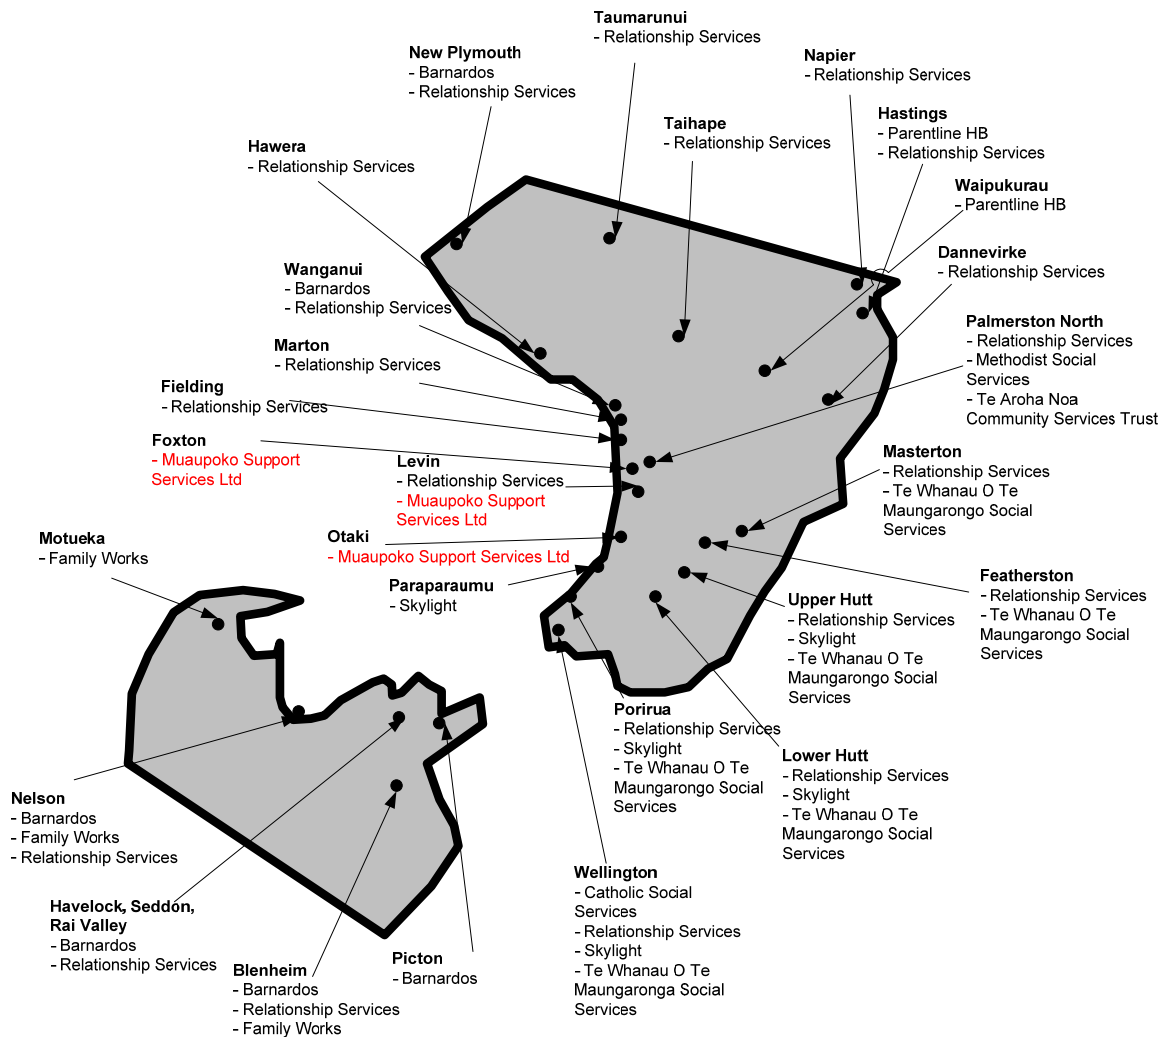 Taumarunui
- Relationship Services
New Plymouth
- Barnardos
- Relationship Services
Napier
- Relationship Services
Hastings
- Parentline HB
- Relationship Services
Taihape
- Relationship Services
Hawera
- Relationship Services
Waipukurau
- Parentline HB
Dannevirke
- Relationship Services
Wanganui
- Barnardos
- Relationship Services
Palmerston North
- Relationship Services
- Methodist Social
Services
- Te Aroha Noa
Community Services Trust
Marton
- Relationship Services
Fielding
- Relationship Services
Foxton
- Muaupoko Support
Services Ltd
Levin
- Relationship Services
- Muaupoko Support
Services Ltd
Masterton
- Relationship Services
- Te Whanau O Te
Maungarongo Social
Services
Otaki
- Muaupoko Support Services Ltd
Motueka
- Family Works
Paraparaumu
- Skylight
Featherston
- Relationship Services
- Te Whanau O Te
Maungarongo Social
Services
Upper Hutt
- Relationship Services
- Skylight
- Te Whanau O Te
Maungarongo Social
Services
Porirua
- Relationship Services
- Skylight
- Te Whanau O Te
Maungarongo Social
Services
Lower Hutt
- Relationship Services
- Skylight
- Te Whanau O Te
Maungarongo Social
Services
Nelson
- Barnardos
- Family Works
- Relationship Services
Wellington
- Catholic Social
Services
- Relationship Services
- Skylight
- Te Whanau O Te
Maungaronga Social
Services
Havelock, Seddon,
Rai Valley
- Barnardos
- Relationship Services
Picton
- Barnardos
Blenheim
- Barnardos
- Relationship Services
- Family Works